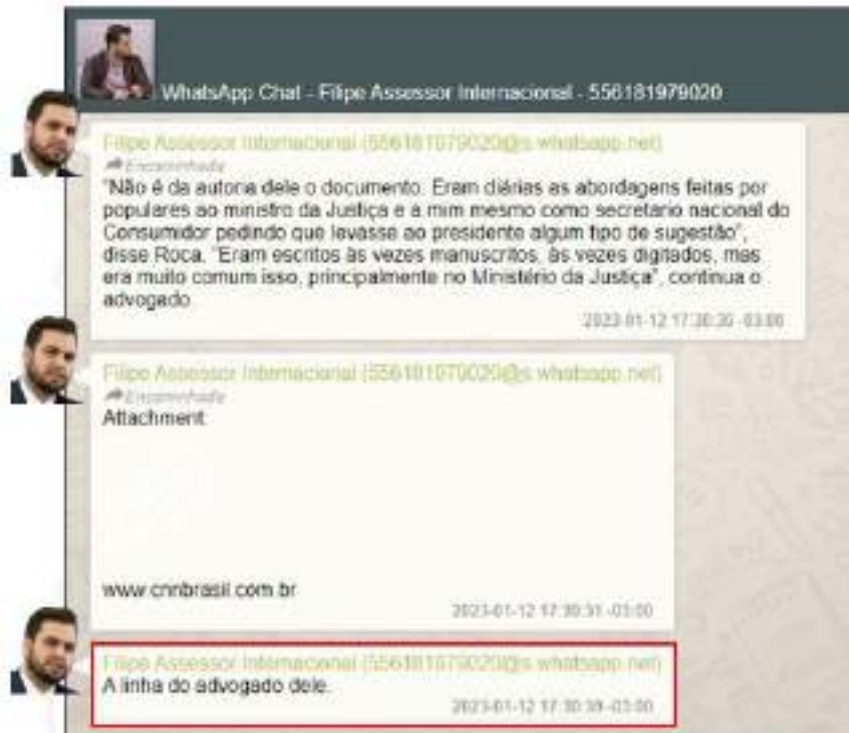 WhatsApp Chat - Filipe Assessor Internacional - 556181979020
Filipe Assessor Internacional (556181979020@s.whatsapp.net)
Encaminhada
"Não é da autoria dele o documento. Eram diárias as abordagens feitas por
populares ao ministro da Justiça e a mim mesmo como secretario nacional do
Consumidor pedindo que levasse ao presidente algum tipo de sugestão",
disse Roca. "Eram escritos às vezes manuscritos, às vezes digitados, mas
era muito comum isso, principalmente no Ministério da Justiça", continua o
advogado
2023-01-12 17:30:36 -03:00
Filipe Assessor Internacional (556181979020@s.whatsapp.net)
Encaminhada
Attachment
www.cnnbrasil.com.br
2023-01-12 17:30:31 -03:00
Filipe Assessor Internacional (556181979020@s.whatsapp.net)
A linha do advogado dele.
2023-01-12 17:30:39 -03:00